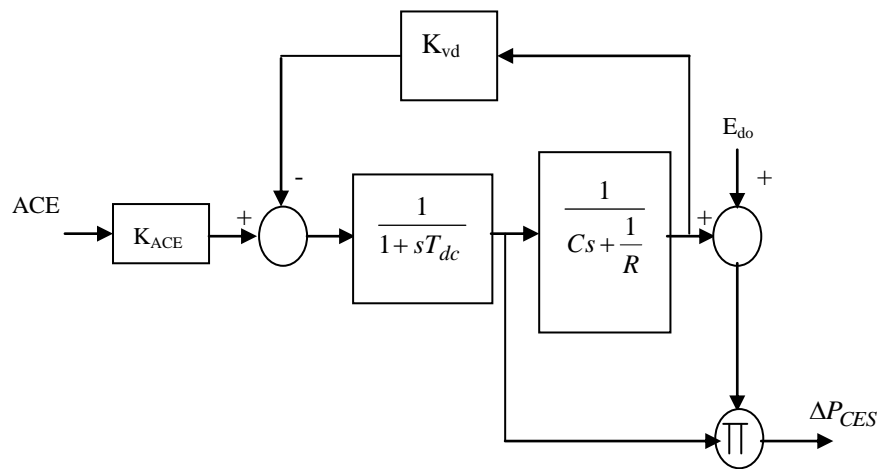 K_vd
E_do
+
-
ACE
K_ACE
+
1
1 + sT_dc
1
Cs + 1/R
+
∏
ΔP_CES